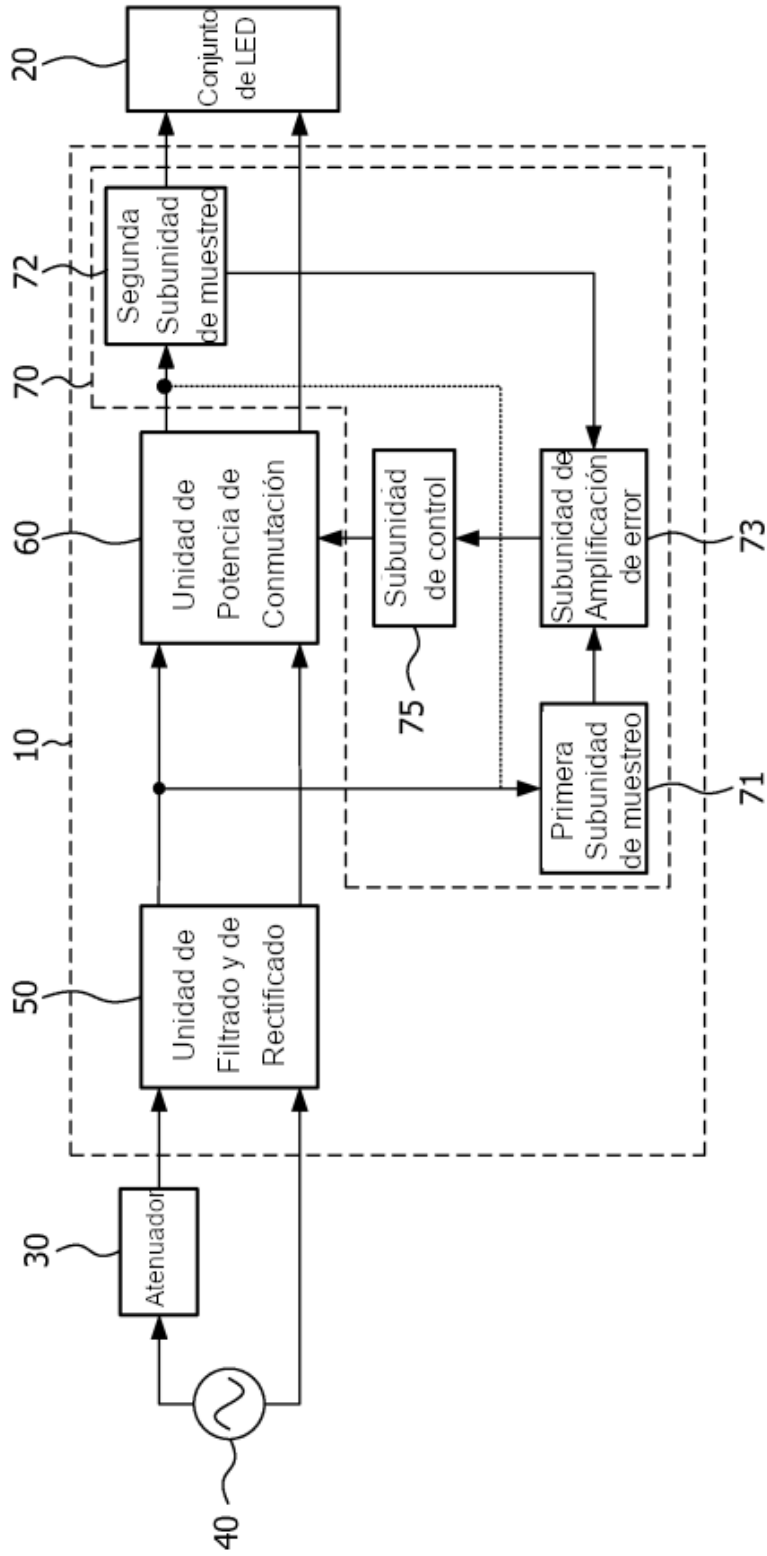 20
Conjunto
de LED
72
Segunda
Subunidad
de muestreo
70
60
Unidad de
Potencia de
Conmutación
Subunidad
de control
75
Subunidad de
Amplificación
de error
73
10
Primera
Subunidad
de muestreo
71
50
Unidad de
Filtrado y de
Rectificado
30
Atenuador
40